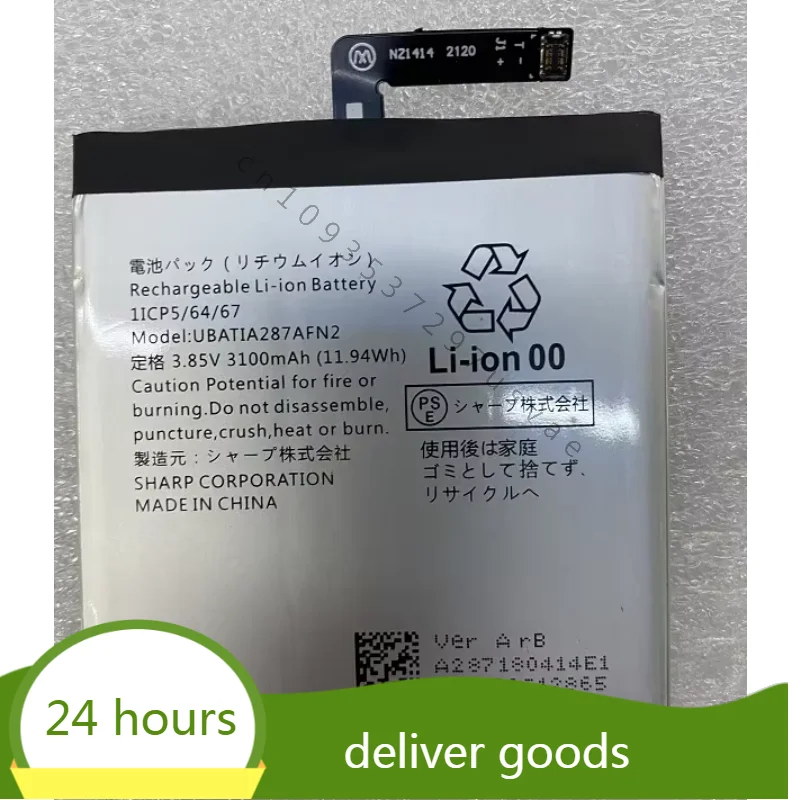 NZ1414 2120
T -
J1 +
電池パック(リチウムイオン)
Rechargeable Li-ion Battery
1ICP5/64/67
Model:UBATIA287AFN2
定格 3.85V 3100mAh (11.94Wh)
Caution Potential for fire or
burning.Do not disassemble,
puncture,crush,heat or burn.
製造元：シャープ株式会社
SHARP CORPORATION
MADE IN CHINA
Li-ion 00
PS
E
シャープ株式会社
使用後は家庭
ゴミとして捨てず、
リサイクルへ
Ver ArB
A287180414E1
24 hours
deliver goods